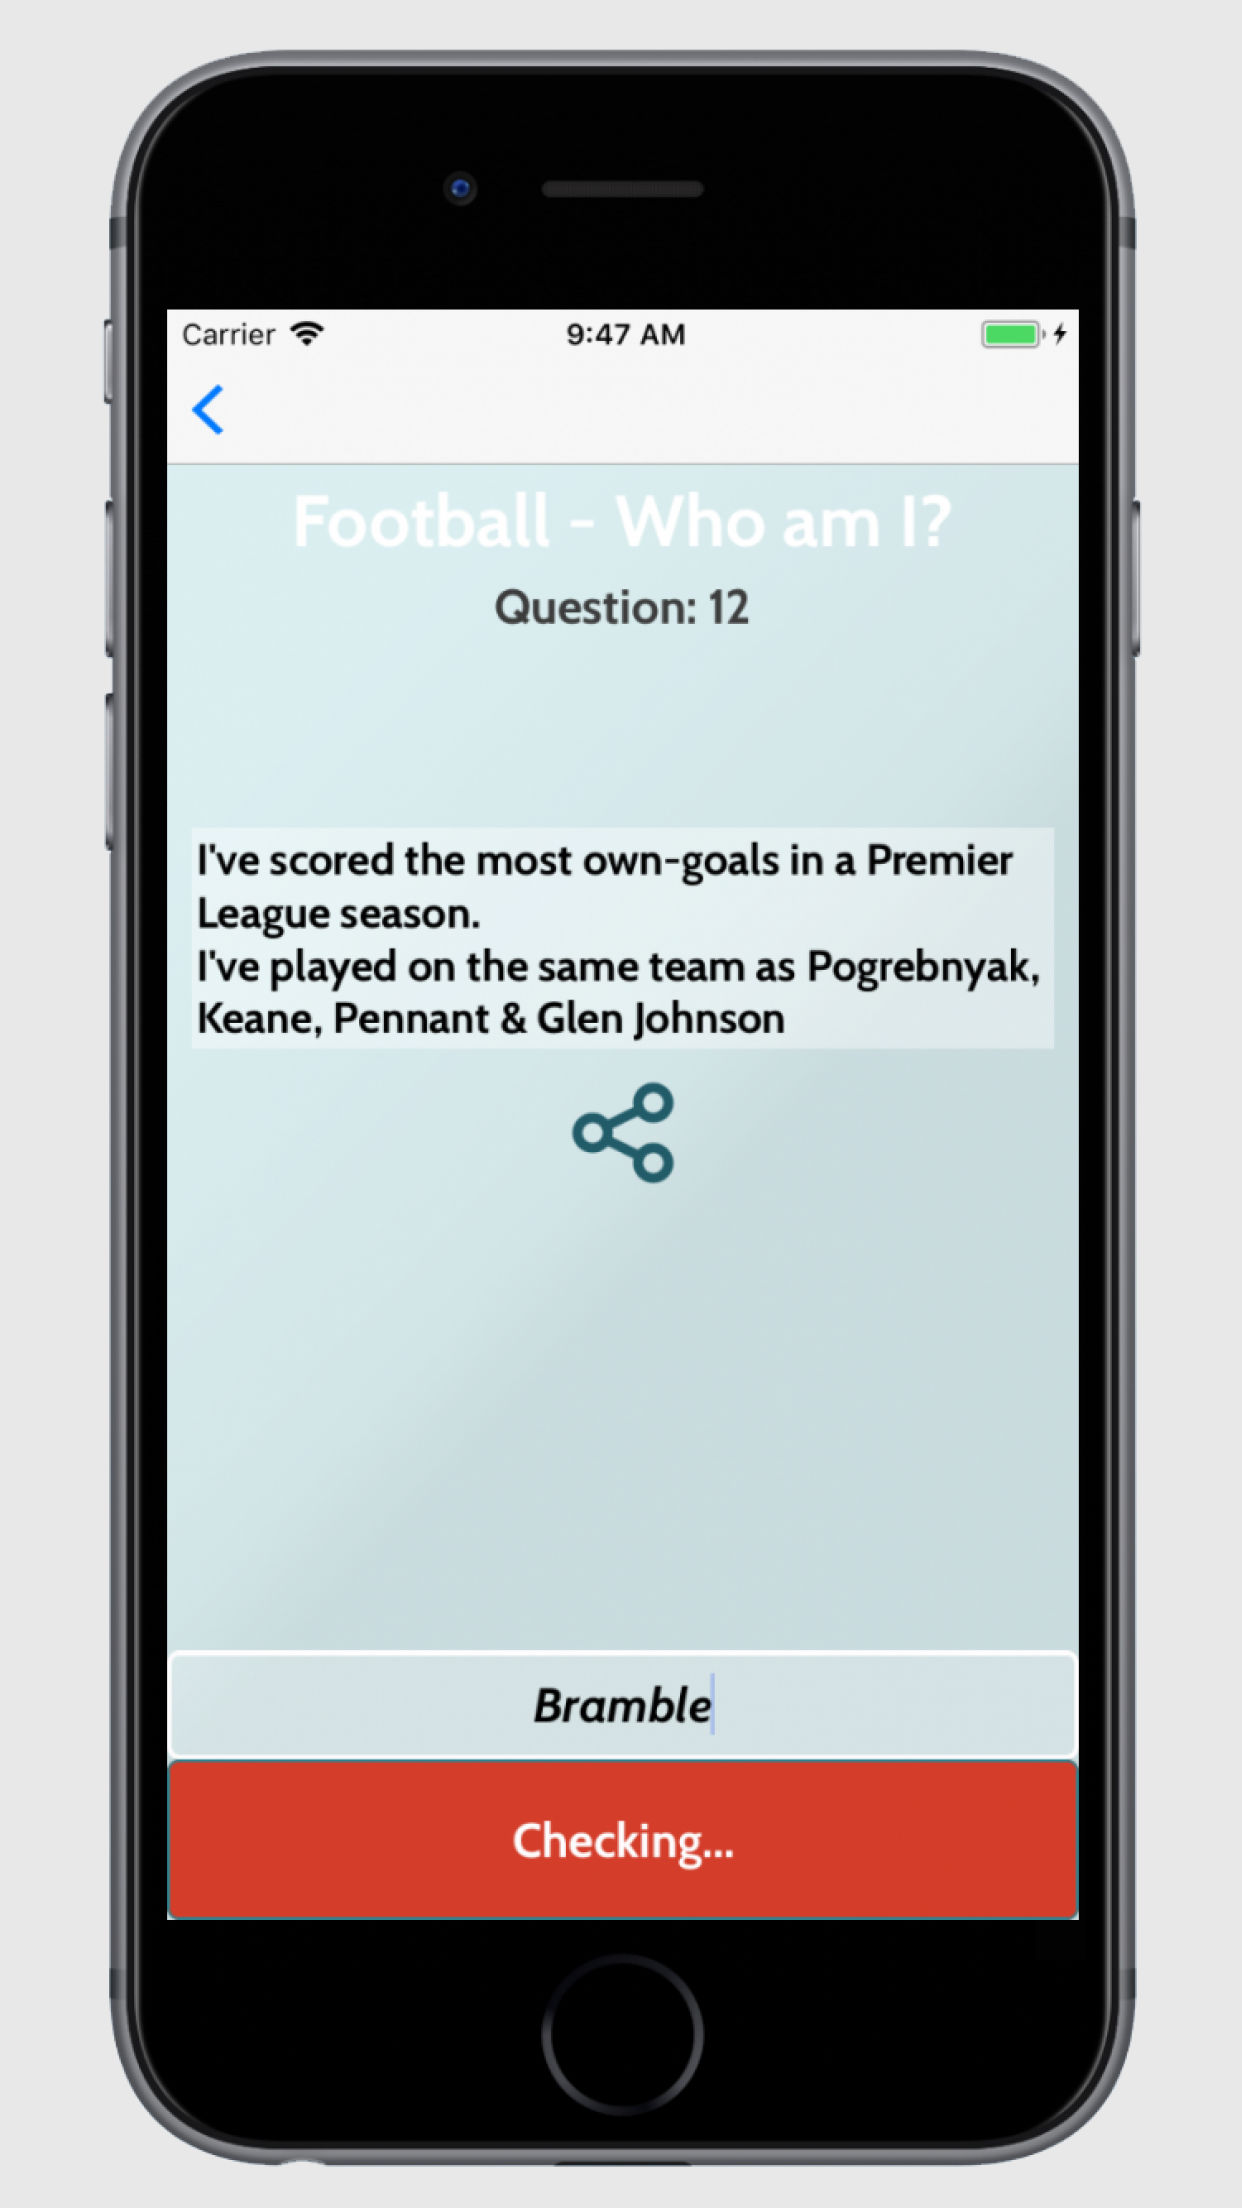 Carrier 9:47 AM
Football - Who am I?
Question: 12
I've scored the most own-goals in a Premier
League season.
I've played on the same team as Pogrebnyak,
Keane, Pennant & Glen Johnson
Bramble
Checking...